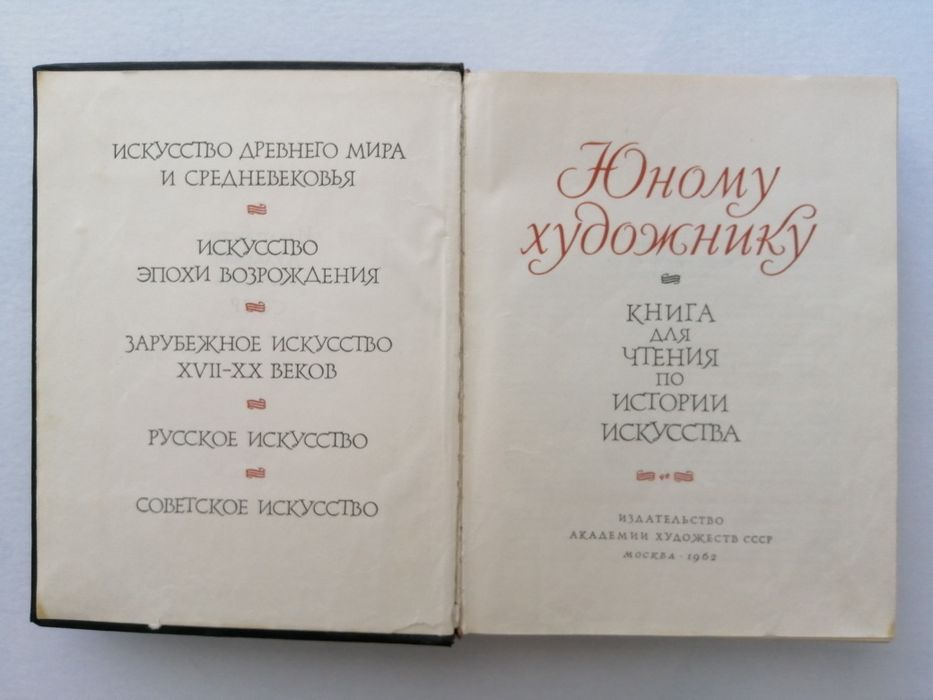 ИСКУССТВО ДРЕВНЕГО МИРА
И СРЕДНЕВЕКОВЬЯ
ИСКУССТВО
ЭПОХИ ВОЗРОЖДЕНИЯ
ЗАРУБЕЖНОЕ ИСКУССТВО
XVII-XX ВЕКОВ
РУССКОЕ ИСКУССТВО
СОВЕТСКОЕ ИСКУССТВО
Юному
художнику
КНИГА
ДЛЯ
ЧТЕНИЯ
ПО
ИСТОРИИ
ИСКУССТВА
ИЗДАТЕЛЬСТВО
АКАДЕМИИ ХУДОЖЕСТВ СССР
МОСКВА · 1962